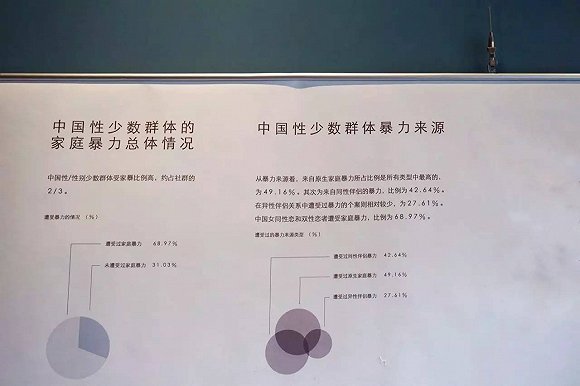 中国性少数群体的
家庭暴力总体情况
中国性/性别少数群体受家暴比例高，约占社群的
2/3。
遭受暴力的情况（%）
遭受过家庭暴力 68.97%
未遭受过家庭暴力 31.03%
中国性少数群体暴力来源
从暴力来源看，来自原生家庭暴力所占比例是所有类型中最高的，
为49.16%。其次为来自同性伴侣的暴力，比例为42.64%。
在异性伴侣关系中遭受过暴力的个案则相对较少，为27.61%。
中国女同性恋和双性恋者遭受家庭暴力，比例为68.97%。
遭受过的暴力来源类型（%）
遭受过同性伴侣暴力 42.64%
遭受过原生家庭暴力 49.16%
遭受过异性伴侣暴力 27.61%